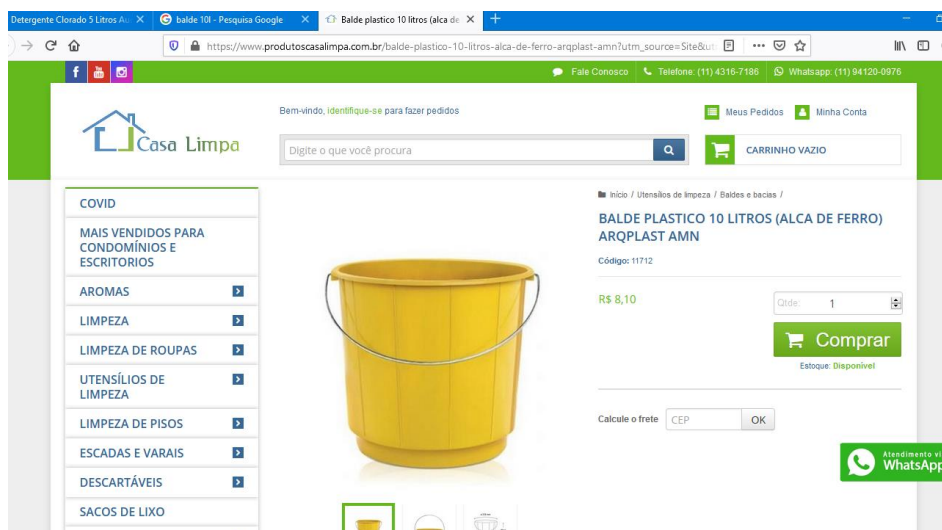 Detergente Clorado 5 Litros Au
balde 10l - Pesquisa Google
Balde plastico 10 litros (alca de
https://www.produtoscasalimpa.com.br/balde-plastico-10-litros-alca-de-ferro-arqplast-amn?utm_source=Site&ut
Fale Conosco
Telefone: (11) 4316-7186
Whatsapp: (11) 94120-0976
Casa Limpa
Bem-vindo, identifique-se para fazer pedidos
Meus Pedidos
Minha Conta
Digite o que você procura
CARRINHO VAZIO
COVID
MAIS VENDIDOS PARA
CONDOMÍNIOS E
ESCRITORIOS
AROMAS
LIMPEZA
LIMPEZA DE ROUPAS
UTENSÍLIOS DE
LIMPEZA
LIMPEZA DE PISOS
ESCADAS E VARAIS
DESCARTÁVEIS
SACOS DE LIXO
Início / Utensílios de limpeza / Baldes e bacias /
BALDE PLASTICO 10 LITROS (ALCA DE FERRO)
ARQPLAST AMN
Código: 11712
R$ 8,10
Qtde: 1
Comprar
Estoque: Disponível
Calcule o frete CEP OK
Atendimento vi
WhatsApp